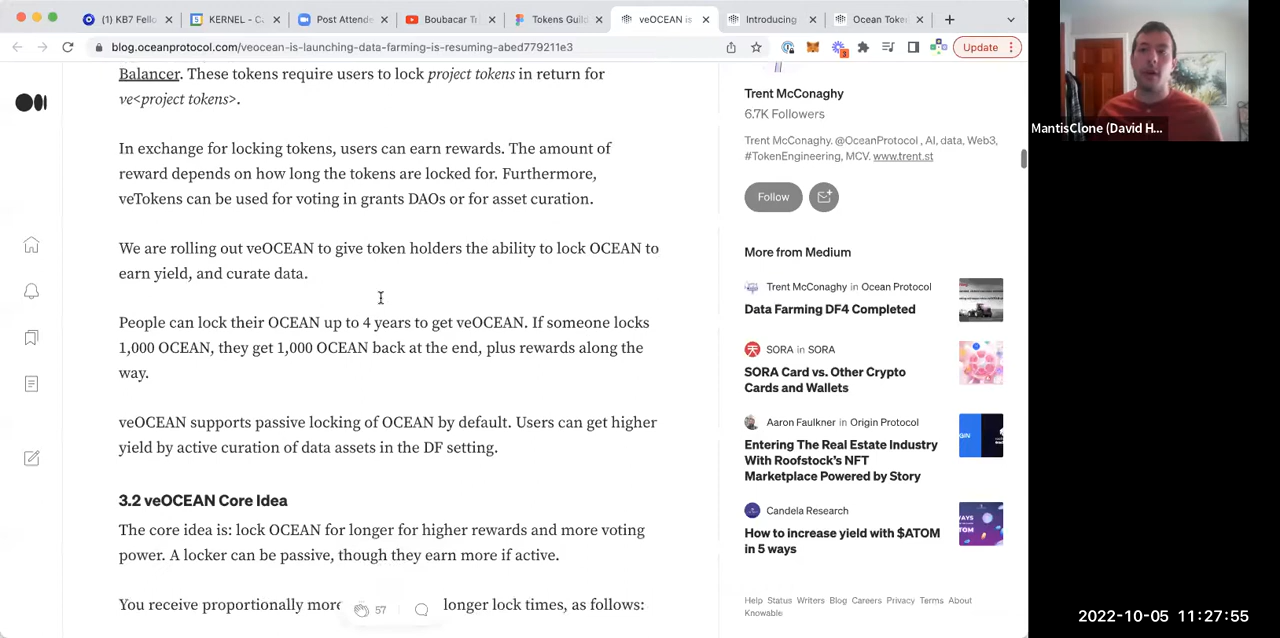 KB7 Fello
KERNEL - C
Post Attende
Boubacar Tr
Tokens Guild
veOCEAN is
Introducing
Ocean Toke
blog.oceanprotocol.com/veocean-is-launching-data-farming-is-resuming-abed779211e3
3
Update
Balancer. These tokens require users to lock project tokens in return for
ve<project tokens>.
In exchange for locking tokens, users can earn rewards. The amount of
reward depends on how long the tokens are locked for. Furthermore,
veTokens can be used for voting in grants DAOs or for asset curation.
We are rolling out veOCEAN to give token holders the ability to lock OCEAN to
earn yield, and curate data.
People can lock their OCEAN up to 4 years to get veOCEAN. If someone locks
1,000 OCEAN, they get 1,000 OCEAN back at the end, plus rewards along the
way.
veOCEAN supports passive locking of OCEAN by default. Users can get higher
yield by active curation of data assets in the DF setting.
3.2 veOCEAN Core Idea
The core idea is: lock OCEAN for longer for higher rewards and more voting
power. A locker can be passive, though they earn more if active.
You receive proportionally more longer lock times, as follows:
57
Trent McConaghy
6.7K Followers
Trent McConaghy. @OceanProtocol , AI, data, Web3,
#TokenEngineering, MCV. www.trent.st
Follow
More from Medium
Trent McConaghy in Ocean Protocol
Data Farming DF4 Completed
SORA in SORA
SORA Card vs. Other Crypto
Cards and Wallets
Aaron Faulkner in Origin Protocol
Entering The Real Estate Industry
With Roofstock's NFT
Marketplace Powered by Story
Candela Research
How to increase yield with $ATOM
in 5 ways
Help Status Writers Blog Careers Privacy Terms About
Knowable
MantisClone (David H...
2022-10-05 11:27:55